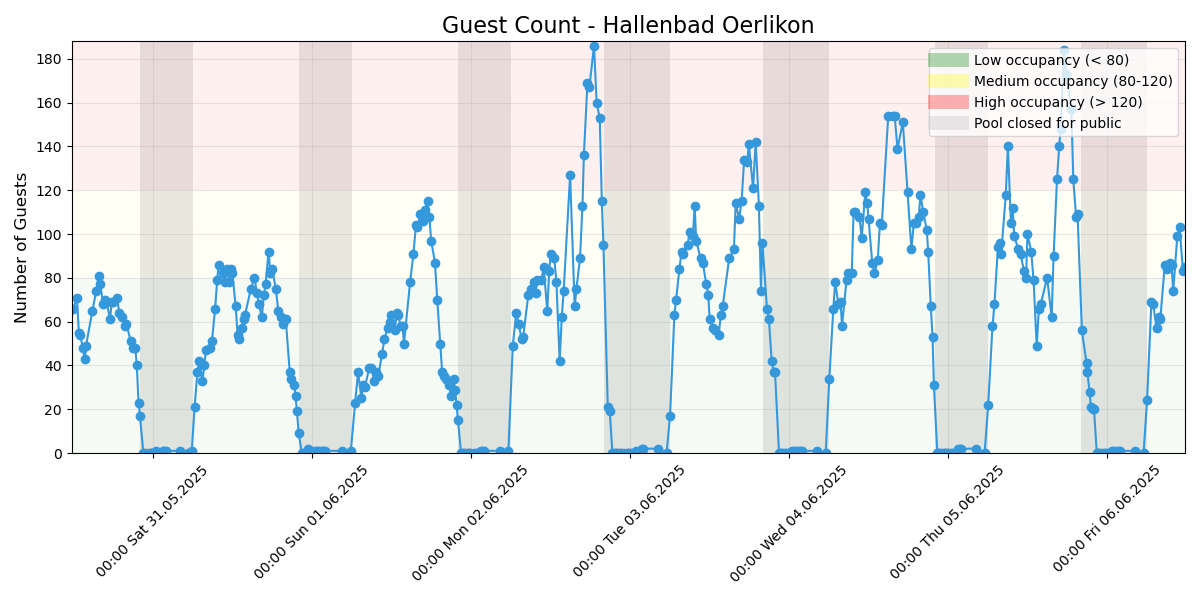 Guest Count - Hallenbad Oerlikon
Number of Guests
180
160
140
120
100
80
60
40
20
0
Low occupancy (< 80)
Medium occupancy (80-120)
High occupancy (> 120)
Pool closed for public
00:00 Sat 31.05.2025
00:00 Sun 01.06.2025
00:00 Mon 02.06.2025
00:00 Tue 03.06.2025
00:00 Wed 04.06.2025
00:00 Thu 05.06.2025
00:00 Fri 06.06.2025